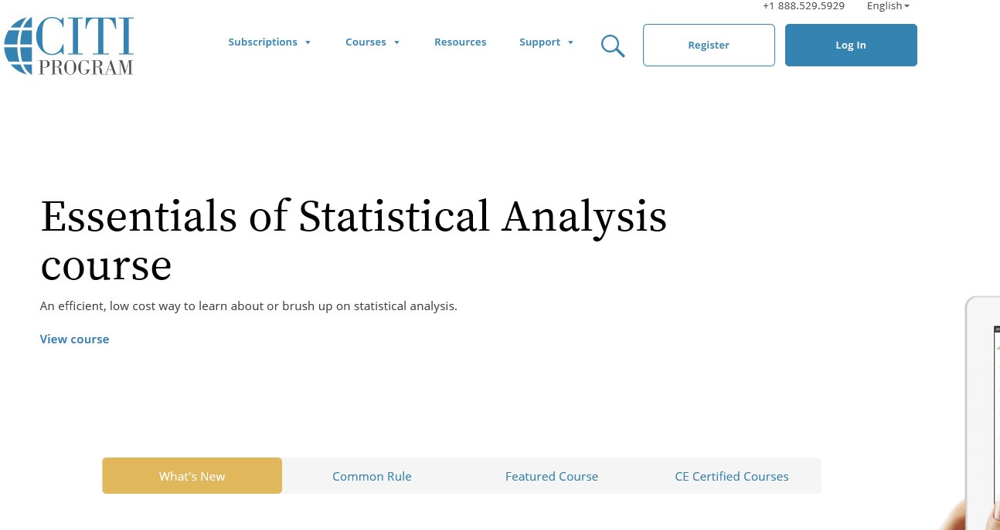 +1 888.529.5929 English
CITI
PROGRAM
Subscriptions Courses Resources Support
Register
Log In
Essentials of Statistical Analysis
course
An efficient, low cost way to learn about or brush up on statistical analysis.
View course
What's New Common Rule Featured Course CE Certified Courses